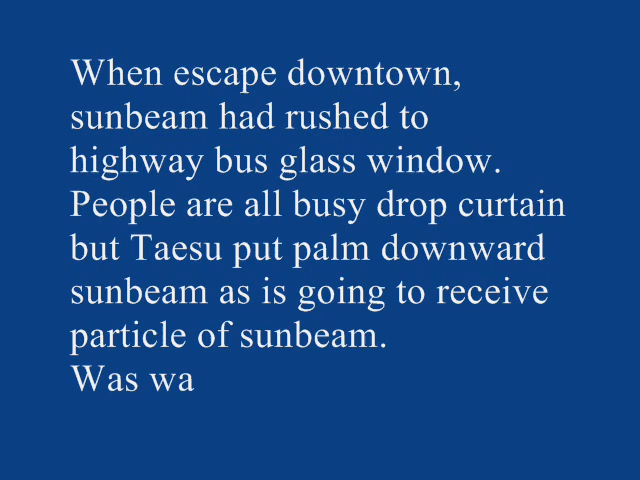 When escape downtown,
sunbeam had rushed to
highway bus glass window.
People are all busy drop curtain
but Taesu put palm downward
sunbeam as is going to receive
particle of sunbeam.
Was wa